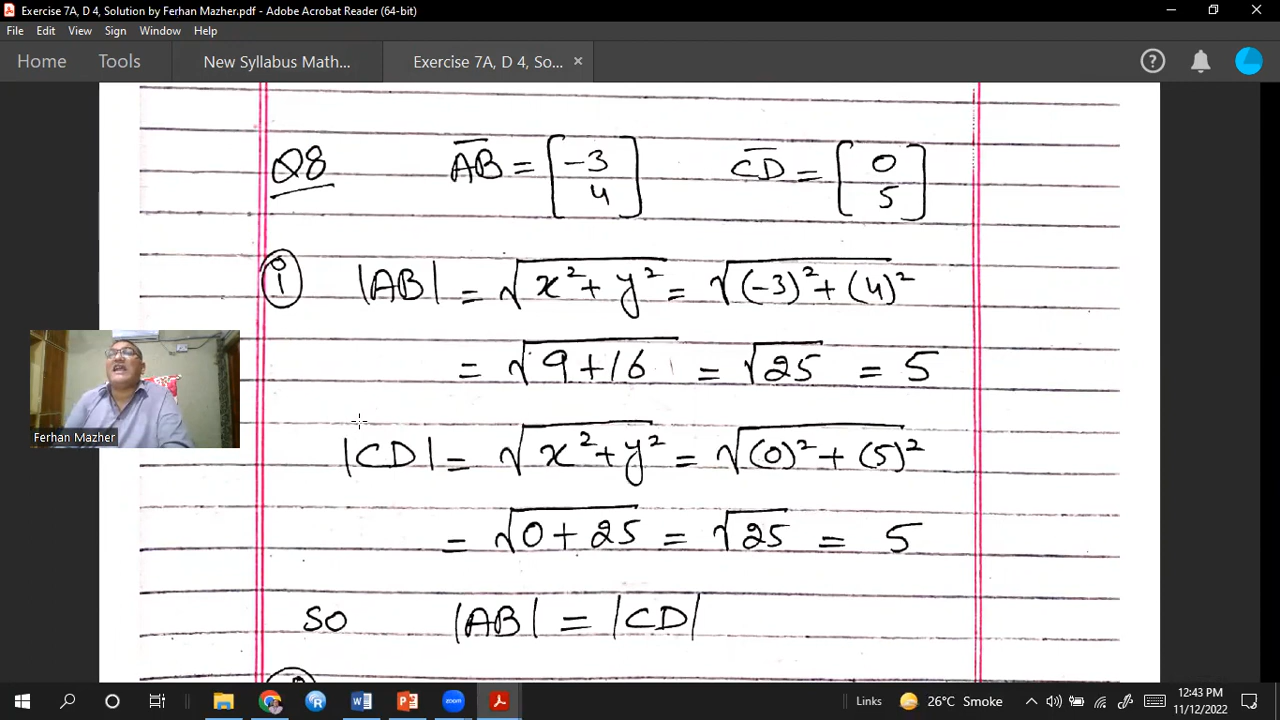 Exercise 7A, D 4, Solution by Ferhan Mazher.pdf - Adobe Acrobat Reader (64-bit)
File Edit View Sign Window Help
Home Tools New Syllabus Math... Exercise 7A, D 4, So... ×
Q8 AB = [-3 4] CD = [0 5]
i |AB| = √x²+y² = √(-3)²+(4)²
= √9+16 = √25 = 5
Ferhan Mazher
|CD| = √x²+y² = √(0)²+(5)²
= √0+25 = √25 = 5
so |AB| = |CD|
Links 26°C Smoke 12:43 PM
11/12/2022